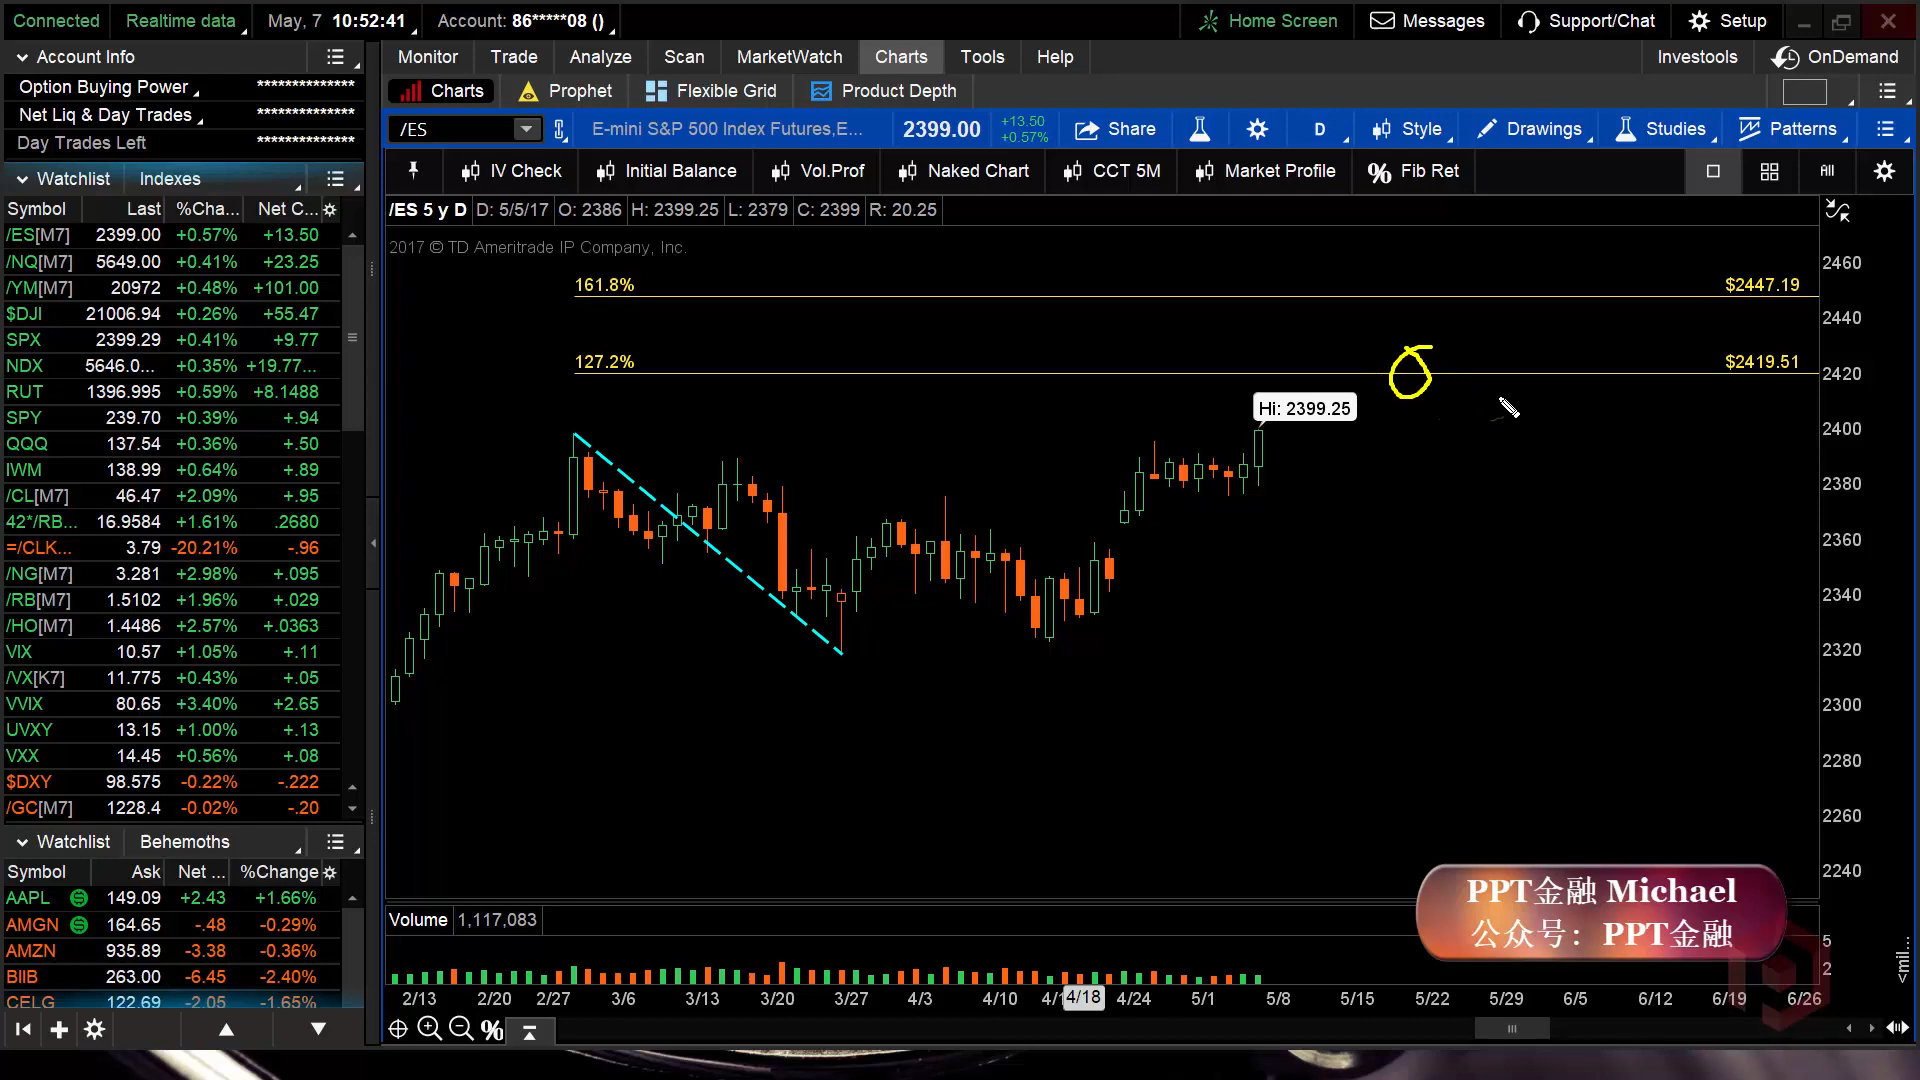 Connected Realtime data May, 7 10:52:41 Account: 86*****08 () Home Screen Messages Support/Chat Setup
Account Info
Option Buying Power **************
Net Liq & Day Trades **************
Day Trades Left **************
Watchlist Indexes
Symbol Last %Cha... Net C...
/ES[M7] 2399.00 +0.57% +13.50
/NQ[M7] 5649.00 +0.41% +23.25
/YM[M7] 20972 +0.48% +101.00
$DJI 21006.94 +0.26% +55.47
SPX 2399.29 +0.41% +9.77
NDX 5646.0... +0.35% +19.77...
RUT 1396.995 +0.59% +8.1488
SPY 239.70 +0.39% +.94
QQQ 137.54 +0.36% +.50
IWM 138.99 +0.64% +.89
/CL[M7] 46.47 +2.09% +.95
42*/RB... 16.9584 +1.61% .2680
=/CLK... 3.79 -20.21% -.96
/NG[M7] 3.281 +2.98% +.095
/RB[M7] 1.5102 +1.96% +.029
/HO[M7] 1.4486 +2.57% +.0363
VIX 10.57 +1.05% +.11
/VX[K7] 11.775 +0.43% +.05
VVIX 80.65 +3.40% +2.65
UVXY 13.15 +1.00% +.13
VXX 14.45 +0.56% +.08
$DXY 98.575 -0.22% -.222
/GC[M7] 1228.4 -0.02% -.20
Watchlist Behemoths
Symbol Ask Net ... %Change
AAPL 149.09 +2.43 +1.66%
AMGN 164.65 -.48 -0.29%
AMZN 935.89 -3.38 -0.36%
BIIB 263.00 -6.45 -2.40%
CELG 122.69 -2.05 -1.65%
Monitor Trade Analyze Scan MarketWatch Charts Tools Help Investools OnDemand
Charts Prophet Flexible Grid Product Depth
/ES E-mini S&P 500 Index Futures,E... 2399.00 +13.50 +0.57% Share D Style Drawings Studies Patterns
IV Check Initial Balance Vol.Prof Naked Chart CCT 5M Market Profile % Fib Ret All
/ES 5 y D D: 5/5/17 O: 2386 H: 2399.25 L: 2379 C: 2399 R: 20.25
2017 © TD Ameritrade IP Company, Inc.
161.8% $2447.19
127.2% $2419.51
Hi: 2399.25
2460
2440
2420
2400
2380
2360
2340
2320
2300
2280
2260
2240
PPT金融 Michael
公众号：PPT金融
Volume 1,117,083
5
2
<mil...
2/13 2/20 2/27 3/6 3/13 3/20 3/27 4/3 4/10 4/18 4/24 5/1 5/8 5/15 5/22 5/29 6/5 6/12 6/19 6/26
%